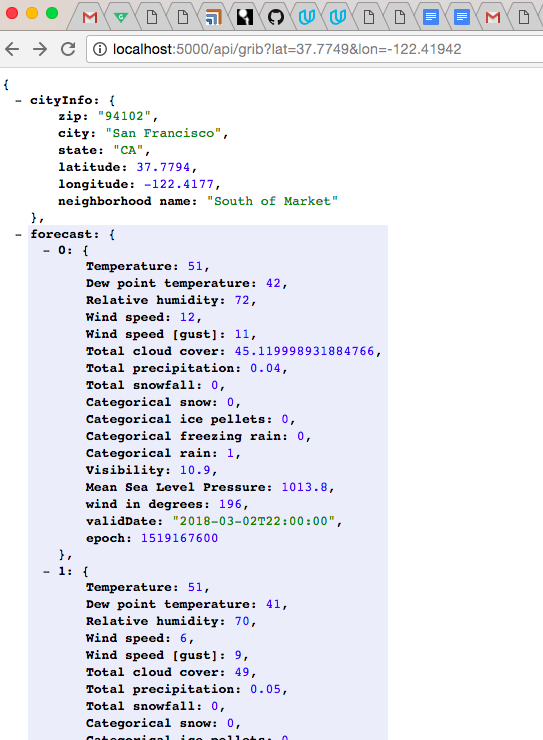 localhost:5000/api/grib?lat=37.7749&lon=-122.41942
{
- cityInfo: {
zip: "94102",
city: "San Francisco",
state: "CA",
latitude: 37.7794,
longitude: -122.4177,
neighborhood name: "South of Market"
},
- forecast: {
- 0: {
Temperature: 51,
Dew point temperature: 42,
Relative humidity: 72,
Wind speed: 12,
Wind speed [gust]: 11,
Total cloud cover: 45.119998931884766,
Total precipitation: 0.04,
Total snowfall: 0,
Categorical snow: 0,
Categorical ice pellets: 0,
Categorical freezing rain: 0,
Categorical rain: 1,
Visibility: 10.9,
Mean Sea Level Pressure: 1013.8,
wind in degrees: 196,
validDate: "2018-03-02T22:00:00",
epoch: 1519167600
},
- 1: {
Temperature: 51,
Dew point temperature: 41,
Relative humidity: 70,
Wind speed: 6,
Wind speed [gust]: 9,
Total cloud cover: 49,
Total precipitation: 0.05,
Total snowfall: 0,
Categorical snow: 0,
Categorical ice pellets: 0